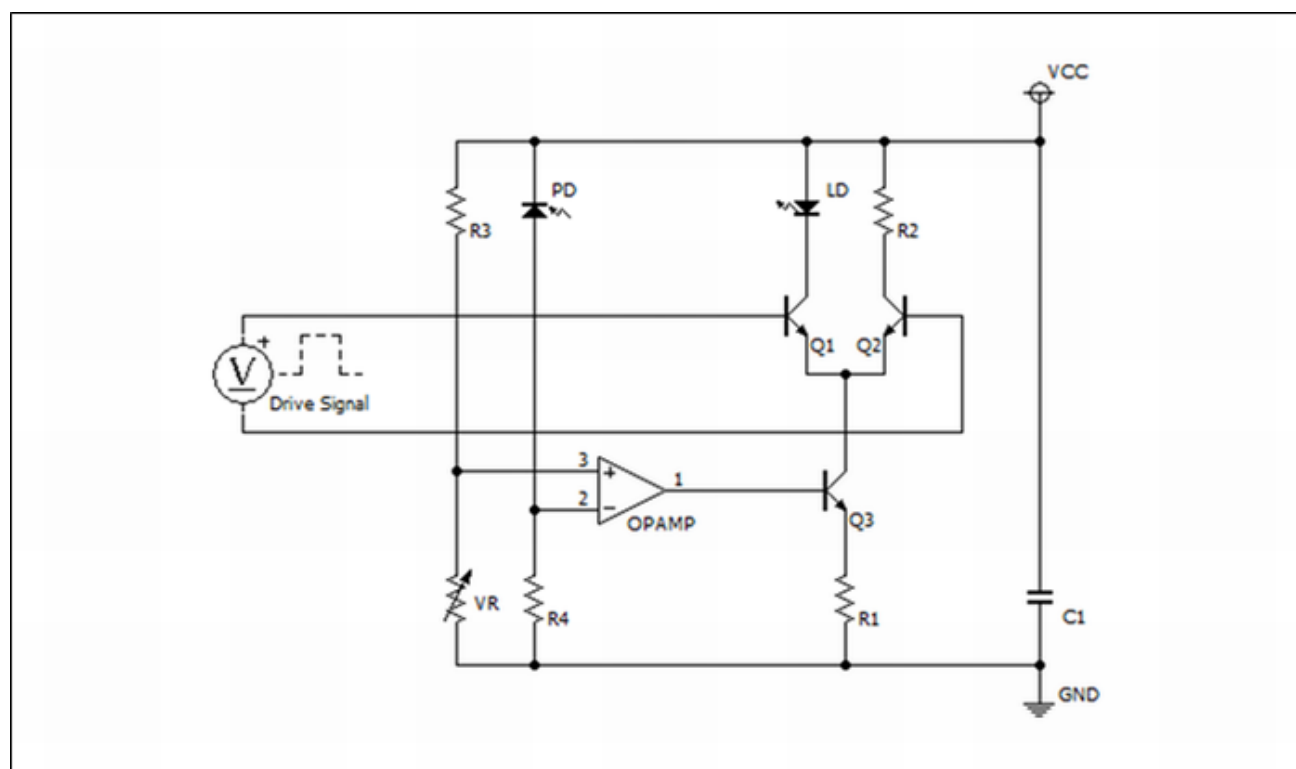 VCC
PD
LD
R3
R2
Q1
Q2
+
V
Drive Signal
3
+
1
2
−
OPAMP
Q3
VR
R4
R1
C1
GND